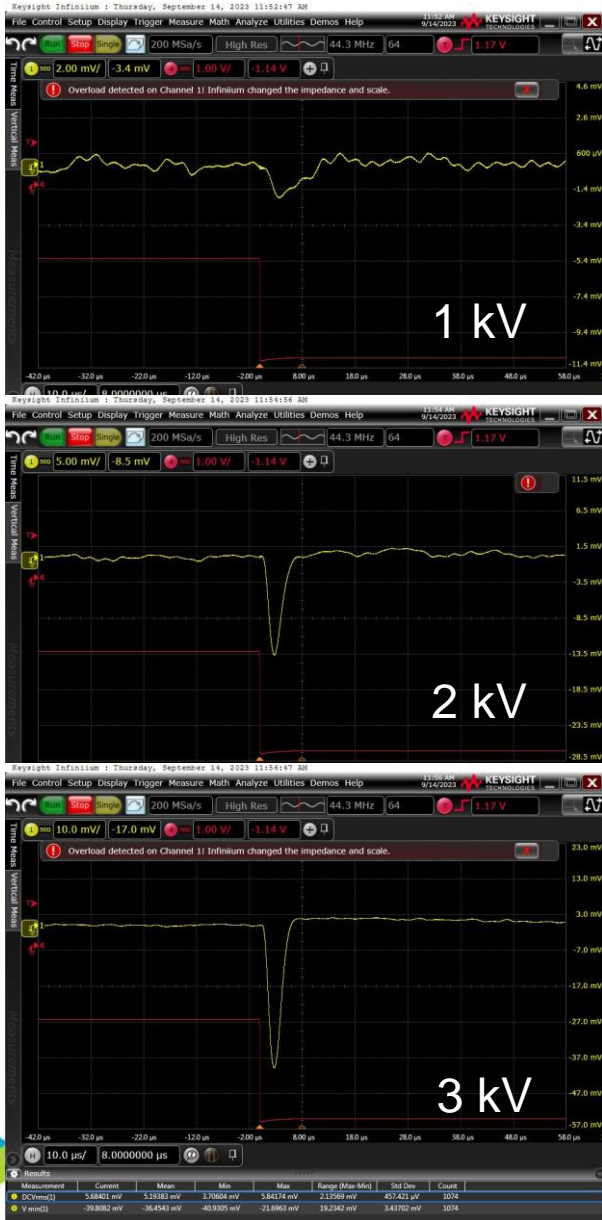 Keysight Infiniium : Thursday, September 14, 2023 11:52:47 AM
File Control Setup Display Trigger Measure Math Analyze Utilities Demos Help
11:52 AM
9/14/2023
KEYSIGHT
TECHNOLOGIES
Run Stop Single 200 MSa/s High Res 44.3 MHz 64 T 1.17 V
1 2.00 mV/ -3.4 mV 1.00 V/ -1.14 V
Overload detected on Channel 1! Infiniium changed the impedance and scale.
Time Meas
Vertical Meas
Measurements
4.6 mV
2.6 mV
600 µV
-1.4 mV
-3.4 mV
-5.4 mV
-7.4 mV
-9.4 mV
-11.4 mV
1 kV
-42.0 µs -32.0 µs -22.0 µs -12.0 µs -2.00 µs 8.00 µs 18.0 µs 28.0 µs 38.0 µs 48.0 µs 58.0 µs
H 10.0 µs/ 8.0000000 µs
Keysight Infiniium : Thursday, September 14, 2023 11:54:56 AM
File Control Setup Display Trigger Measure Math Analyze Utilities Demos Help
11:54 AM
9/14/2023
KEYSIGHT
TECHNOLOGIES
Run Stop Single 200 MSa/s High Res 44.3 MHz 64 T 1.17 V
1 5.00 mV/ -8.5 mV 1.00 V/ -1.14 V
Time Meas
Vertical Meas
Measurements
11.5 mV
6.5 mV
1.5 mV
-3.5 mV
-8.5 mV
-13.5 mV
-18.5 mV
-23.5 mV
-28.5 mV
2 kV
Keysight Infiniium : Thursday, September 14, 2023 11:56:47 AM
File Control Setup Display Trigger Measure Math Analyze Utilities Demos Help
11:56 AM
9/14/2023
KEYSIGHT
TECHNOLOGIES
Run Stop Single 200 MSa/s High Res 44.3 MHz 64 T 1.17 V
1 10.0 mV/ -17.0 mV 1.00 V/ -1.14 V
Overload detected on Channel 1! Infiniium changed the impedance and scale.
Time Meas
Vertical Meas
Measurements
23.0 mV
13.0 mV
3.0 mV
-7.0 mV
-17.0 mV
-27.0 mV
-37.0 mV
-47.0 mV
-57.0 mV
3 kV
-42.0 µs -32.0 µs -22.0 µs -12.0 µs -2.00 µs 8.00 µs 18.0 µs 28.0 µs 38.0 µs 48.0 µs 58.0 µs
H 10.0 µs/ 8.0000000 µs
Results
Measurement Current Mean Min Max Range (Max-Min) Std Dev Count
DCVrms(1) 5.68401 mV 5.19383 mV 3.70604 mV 5.84174 mV 2.13569 mV 457.421 µV 1074
V min(1) -39.8082 mV -36.4543 mV -40.9305 mV -21.6963 mV 19.2342 mV 3.43702 mV 1074